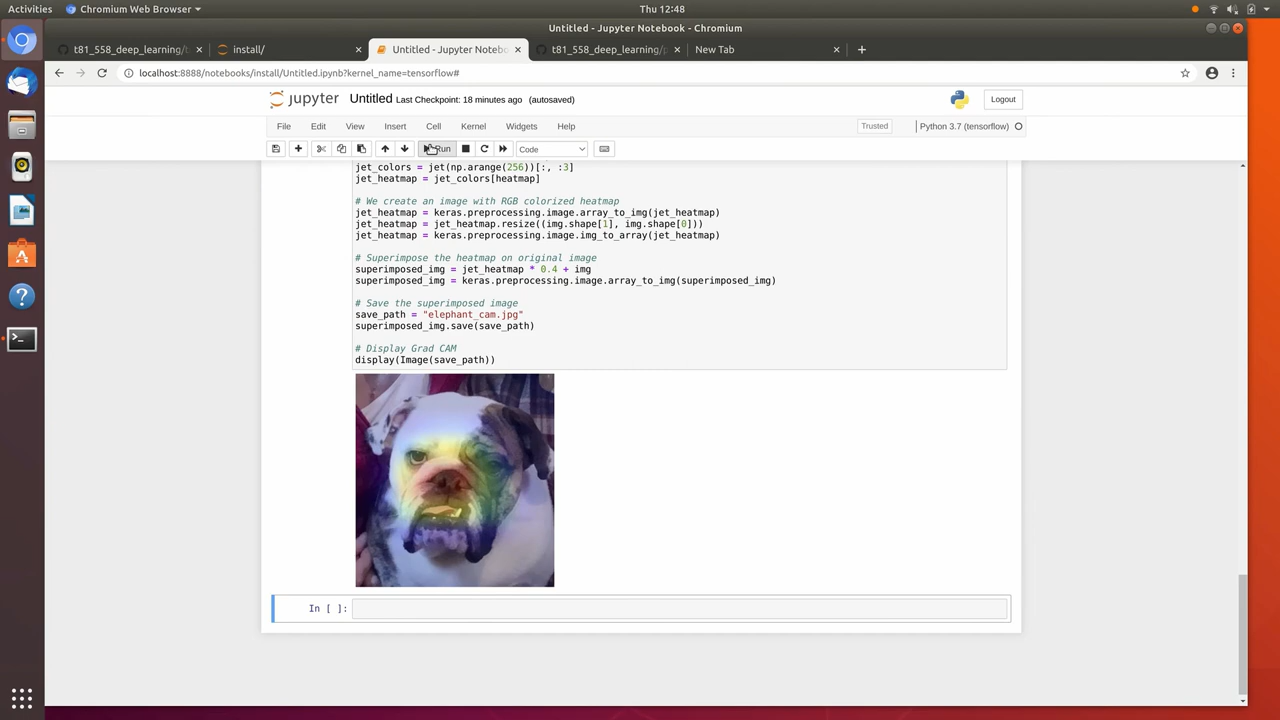 Activities
Chromium Web Browser
Thu 12:48
Untitled - Jupyter Notebook - Chromium
t81_558_deep_learning/
install/
Untitled - Jupyter Notebo
t81_558_deep_learning/
New Tab
localhost:8888/notebooks/install/Untitled.ipynb?kernel_name=tensorflow#
jupyter Untitled Last Checkpoint: 18 minutes ago (autosaved)
Logout
File Edit View Insert Cell Kernel Widgets Help
Trusted
Python 3.7 (tensorflow)
Run
Code
jet_colors = jet(np.arange(256))[:, :3]
jet_heatmap = jet_colors[heatmap]
# We create an image with RGB colorized heatmap
jet_heatmap = keras.preprocessing.image.array_to_img(jet_heatmap)
jet_heatmap = jet_heatmap.resize((img.shape[1], img.shape[0]))
jet_heatmap = keras.preprocessing.image.img_to_array(jet_heatmap)
# Superimpose the heatmap on original image
superimposed_img = jet_heatmap * 0.4 + img
superimposed_img = keras.preprocessing.image.array_to_img(superimposed_img)
# Save the superimposed image
save_path = "elephant_cam.jpg"
superimposed_img.save(save_path)
# Display Grad CAM
display(Image(save_path))
In [ ]: